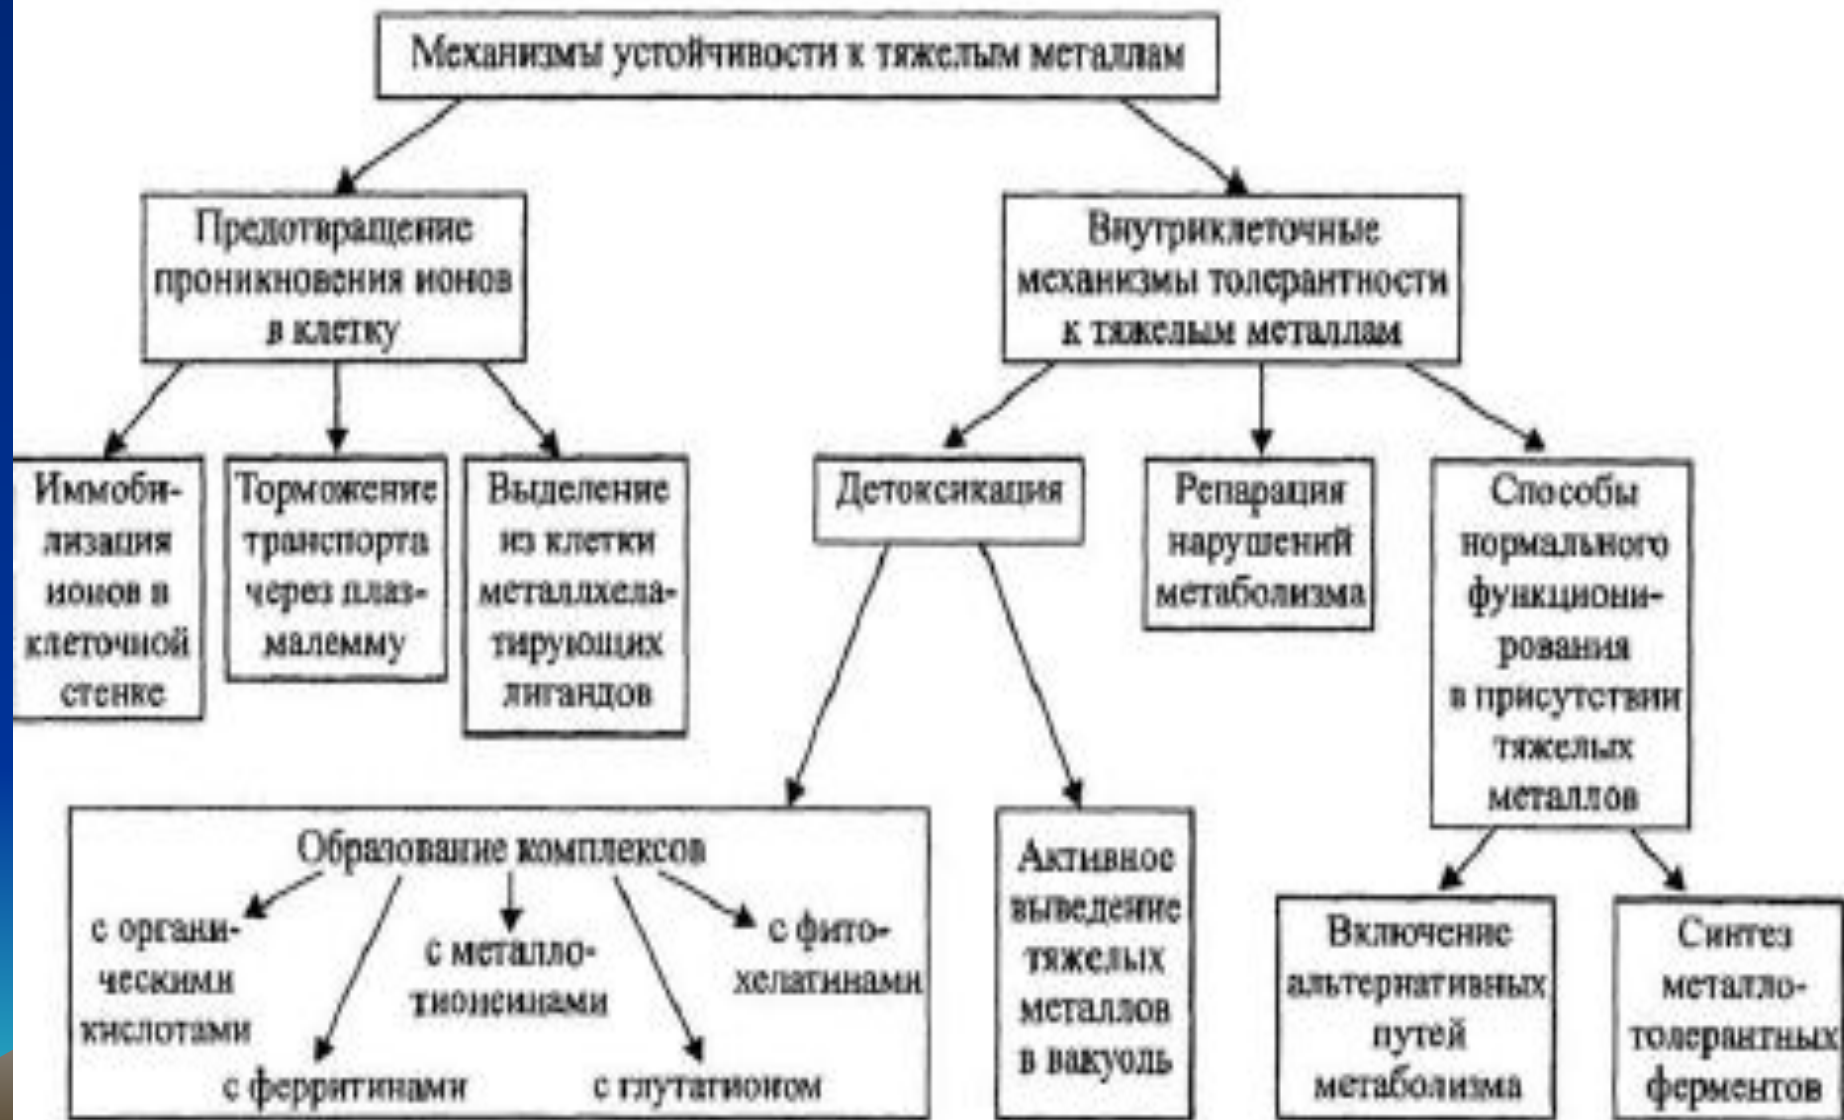 Механизмы устойчивости к тяжелым металлам
Предотвращение
проникновения ионов
в клетку
Внутриклеточные
механизмы толерантности
к тяжелым металлам
Иммоби-
лизация
ионов в
клеточной
стенке
Торможение
транспорта
через плаз-
малемму
Выделение
из клетки
металлхела-
тирующих
лигандов
Детоксикация
Репарация
нарушений
метаболизма
Способы
нормального
функциони-
рования
в присутствии
тяжелых
металлов
Образование комплексов
с органи-
ческими
кислотами
с ферритинами
с металло-
тионеинами
с глутатионом
с фито-
хелатинами
Активное
выведение
тяжелых
металлов
в вакуоль
Включение
альтернативных
путей
метаболизма
Синтез
металло-
толерантных
ферментов